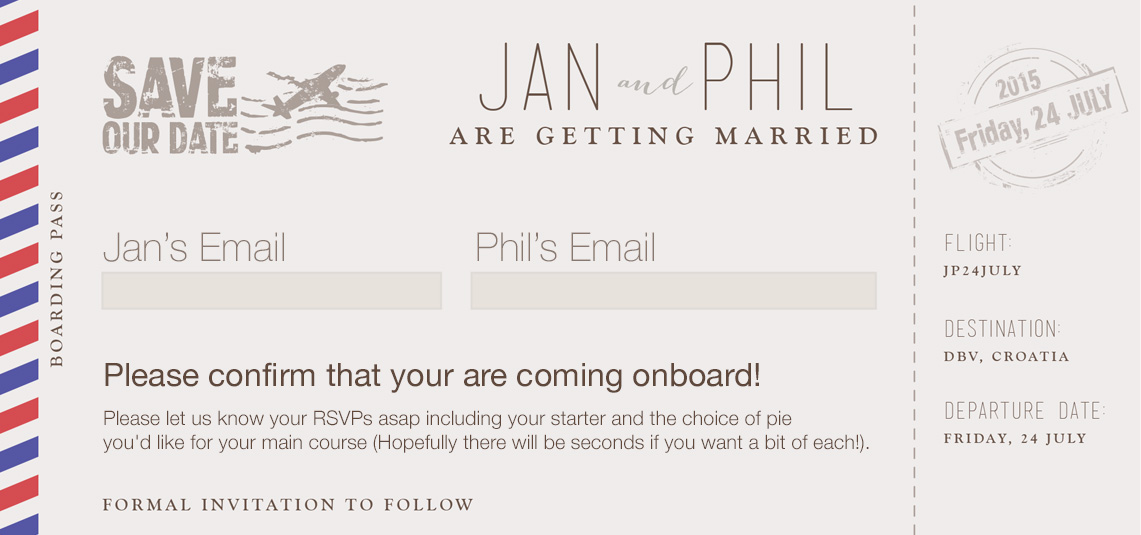 SAVE
OUR DATE
JAN and PHIL
ARE GETTING MARRIED
BOARDING PASS
Jan's Email
Phil's Email
Please confirm that your are coming onboard!
Please let us know your RSVPs asap including your starter and the choice of pie
you'd like for your main course (Hopefully there will be seconds if you want a bit of each!).
FORMAL INVITATION TO FOLLOW
2015
Friday, 24 JULY
FLIGHT:
JP24JULY
DESTINATION:
DBV, CROATIA
DEPARTURE DATE:
FRIDAY, 24 JULY